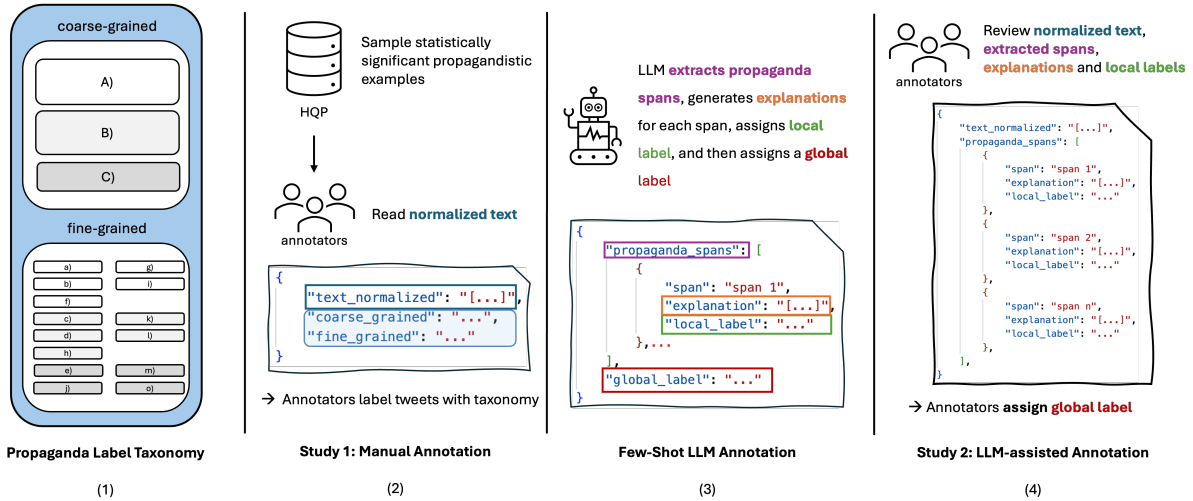 coarse-grained
A)
B)
C)
fine-grained
a)
g)
b)
i)
f)
c)
k)
d)
l)
h)
e)
m)
j)
o)
Propaganda Label Taxonomy
(1)
Sample statistically
significant propagandistic
examples
HQP
annotators
Read normalized text
{
"text_normalized": "[...]",
"coarse_grained": "...",
"fine_grained": "..."
}
→ Annotators label tweets with taxonomy
Study 1: Manual Annotation
(2)
LLM extracts propaganda
spans, generates explanations
for each span, assigns local
label, and then assigns a global
label
{
"propaganda_spans": [
{
"span": "span 1",
"explanation": "[...]",
"local_label": "..."
},...
],
"global_label": "..."
}
Few-Shot LLM Annotation
(3)
annotators
Review normalized text,
extracted spans,
explanations and local labels
{
"text_normalized": "[...]",
"propaganda_spans": [
{
"span": "span 1",
"explanation": "[...]",
"local_label": "..."
},
{
"span": "span 2",
"explanation": "[...]",
"local_label": "..."
},
{
"span": "span n",
"explanation": "[...]",
"local_label": "..."
},
],
}
→ Annotators assign global label
Study 2: LLM-assisted Annotation
(4)